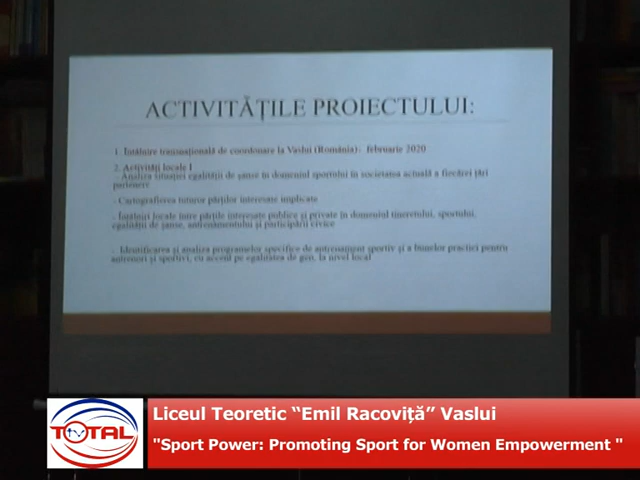 ACTIVITĂȚILE PROIECTULUI:
1. Întâlnire transnațională de coordonare la Vaslui (România), februarie 2020
2. Activități locale I
- Analiza situației egalității de șanse în domeniul sportului în societatea actuală a fiecărei țări
partenere
- Cartografierea tuturor părților interesate implicate
- Întâlniri locale între părțile interesate publice și private în domeniul tineretului, sportului,
egalității de șanse, antrenamentului și participării civice
- Identificarea și analiza programelor specifice de antrenament sportiv și a bunelor practici pentru
antrenori și sportivi, cu accent pe egalitatea de gen, la nivel local
TOTAL
tv
Liceul Teoretic “Emil Racoviță” Vaslui
"Sport Power: Promoting Sport for Women Empowerment "